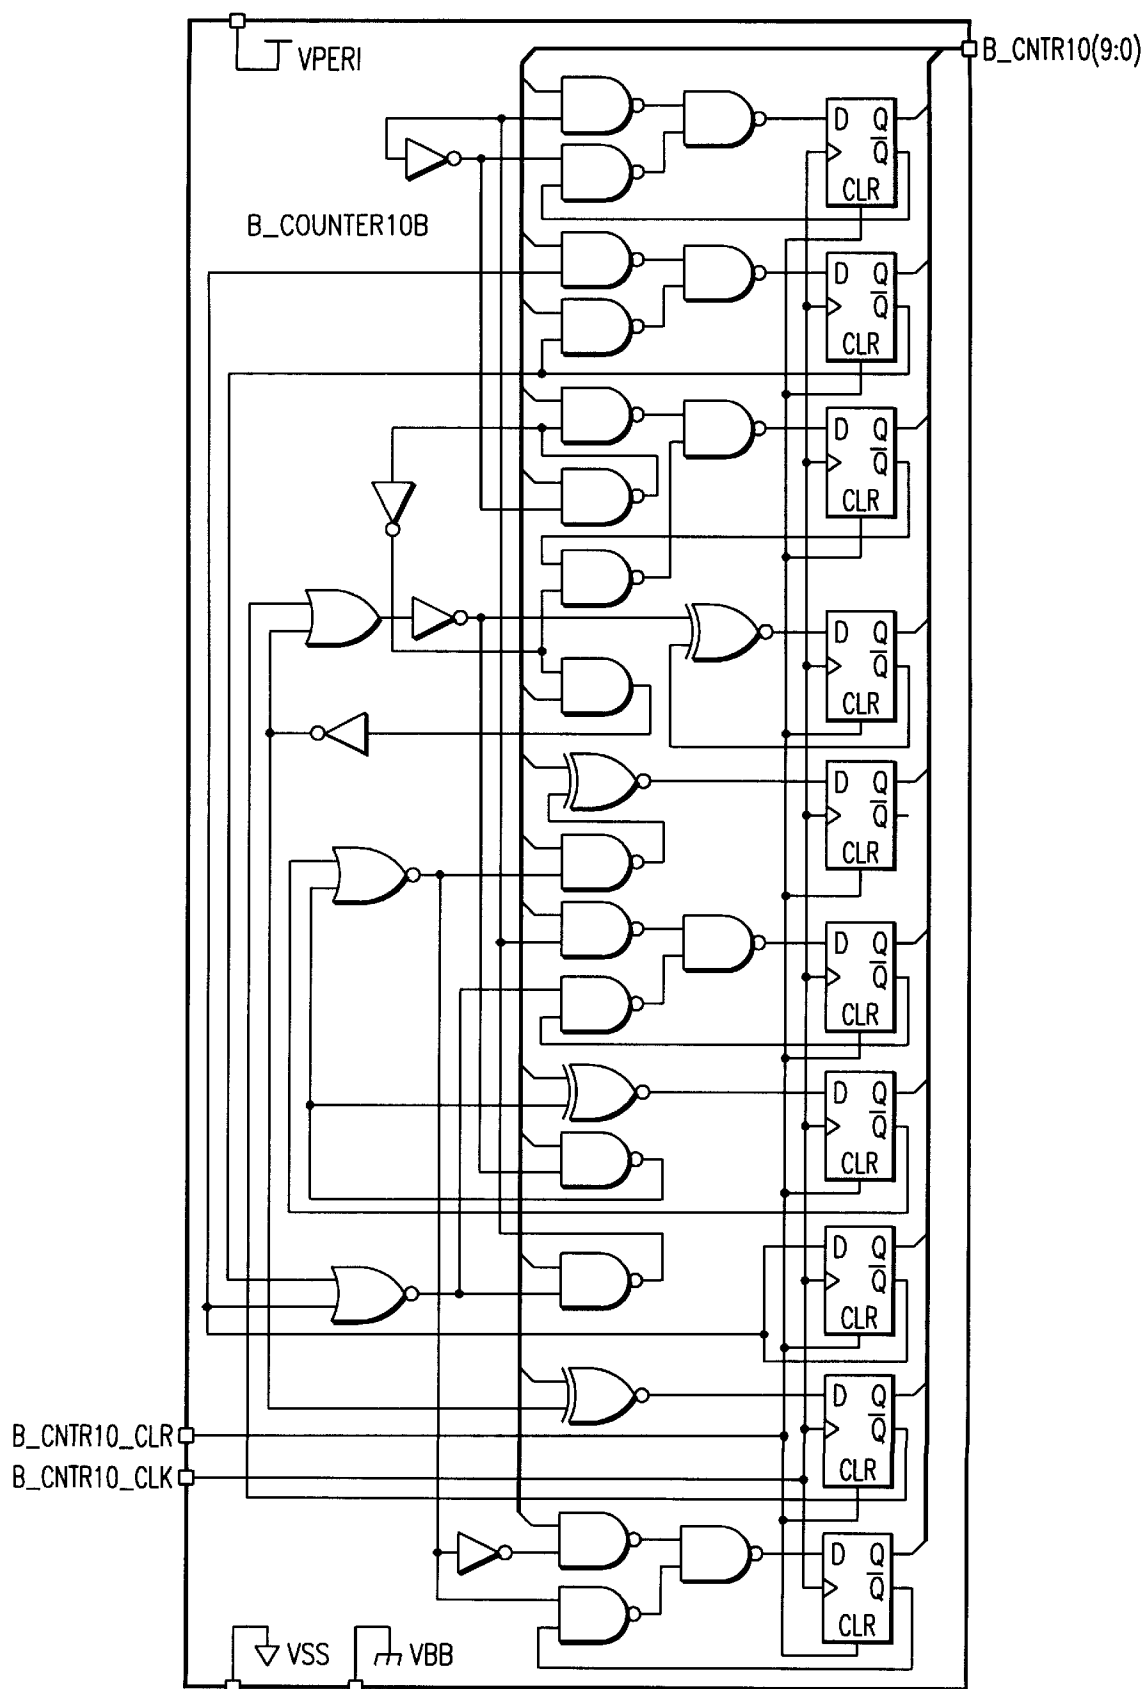 VPERI
B_CNTR10(9:0)
D Q
Q
CLR
B_COUNTER10B
D Q
Q
CLR
D Q
Q
CLR
D Q
Q
CLR
D Q
Q
CLR
D Q
Q
CLR
D Q
Q
CLR
D Q
Q
CLR
D Q
Q
CLR
B_CNTR10_CLR
B_CNTR10_CLK
D Q
Q
CLR
VSS
VBB